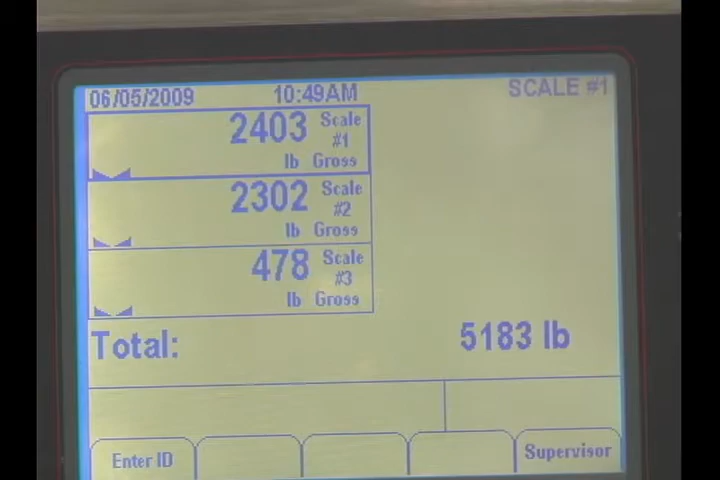 06/05/2009 10:49AM SCALE #1
2403 Scale
#1
lb Gross
2302 Scale
#2
lb Gross
478 Scale
#3
lb Gross
Total: 5183 lb
Enter ID Supervisor